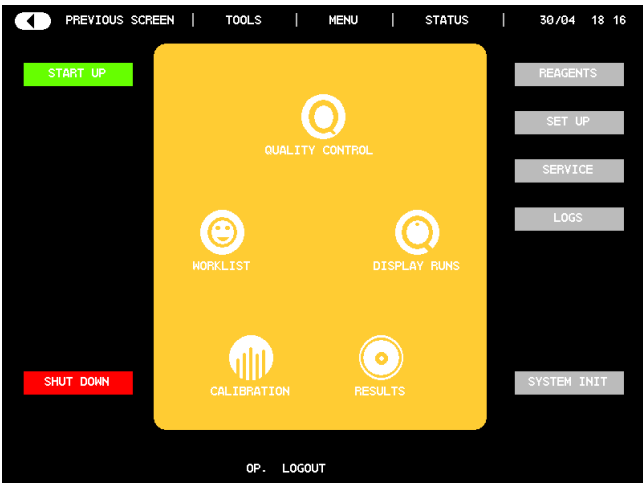 PREVIOUS SCREEN | TOOLS | MENU | STATUS | 30/04 18 16
START UP
REAGENTS
SET UP
QUALITY CONTROL
SERVICE
LOGS
WORKLIST
DISPLAY RUNS
SHUT DOWN
SYSTEM INIT
CALIBRATION
RESULTS
OP. LOGOUT